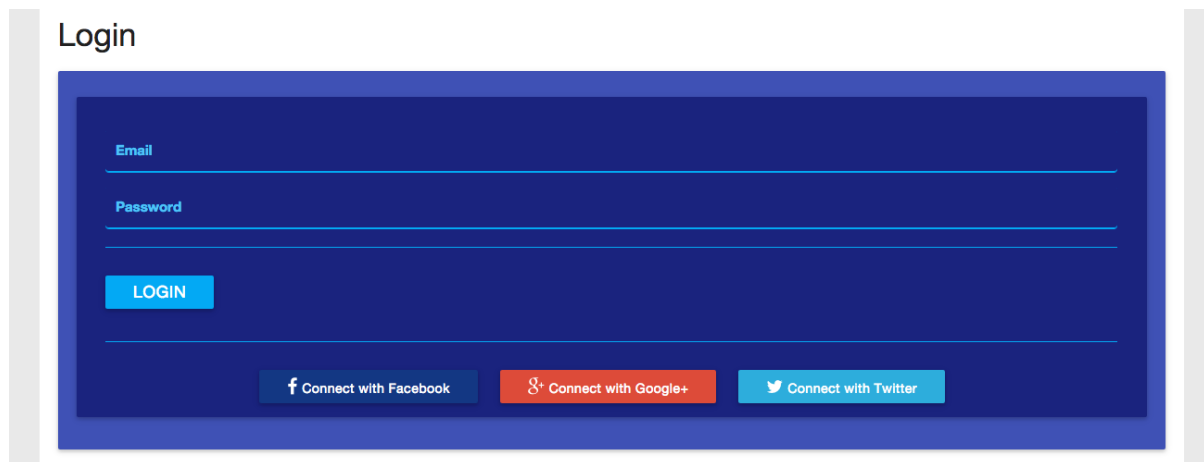 Login
Email
Password
LOGIN
Connect with Facebook
g+ Connect with Google+
Connect with Twitter